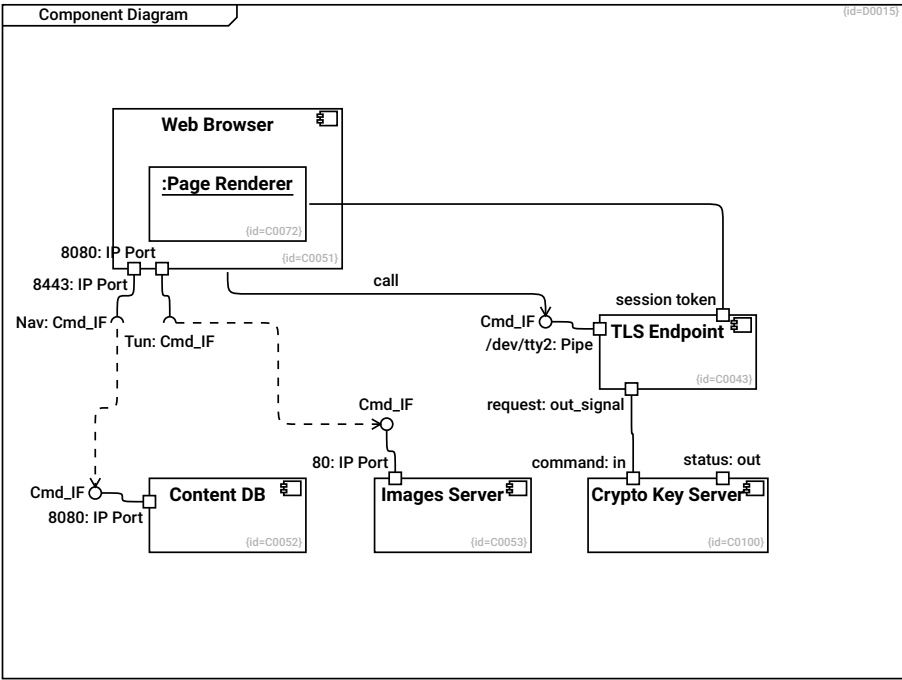 Component Diagram
{id=D0015}
Web Browser
:Page Renderer
{id=C0072}
{id=C0051}
8080: IP Port
8443: IP Port
call
session token
Nav: Cmd_IF
Tun: Cmd_IF
Cmd_IF
/dev/tty2: Pipe
TLS Endpoint
{id=C0043}
request: out_signal
Cmd_IF
80: IP Port
command: in
status: out
Cmd_IF
8080: IP Port
Content DB
{id=C0052}
Images Server
{id=C0053}
Crypto Key Server
{id=C0100}